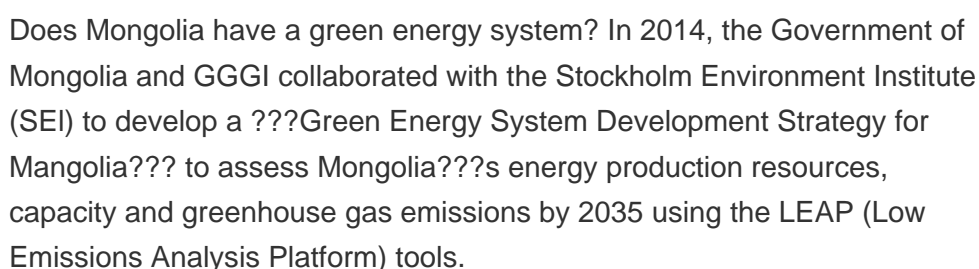 Does Mongolia have a green energy system? In 2014, the Government of
Mongolia and GGGI collaborated with the Stockholm Environment Institute
(SEI) to develop a ???Green Energy System Development Strategy for
Mangolia??? to assess Mongolia???s energy production resources,
capacity and greenhouse gas emissions by 2035 using the LEAP (Low
Emissions Analysis Platform) tools.